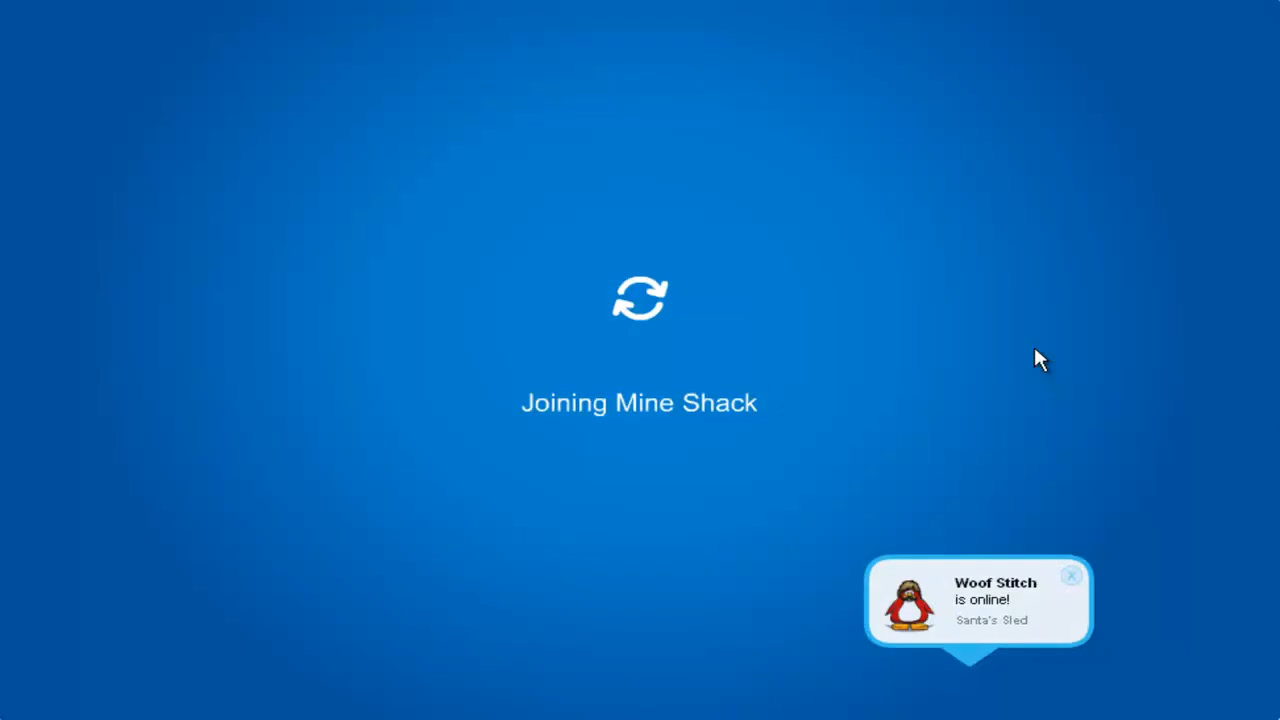 Joining Mine Shack
Woof Stitch
is online!
Santa's Sled
X